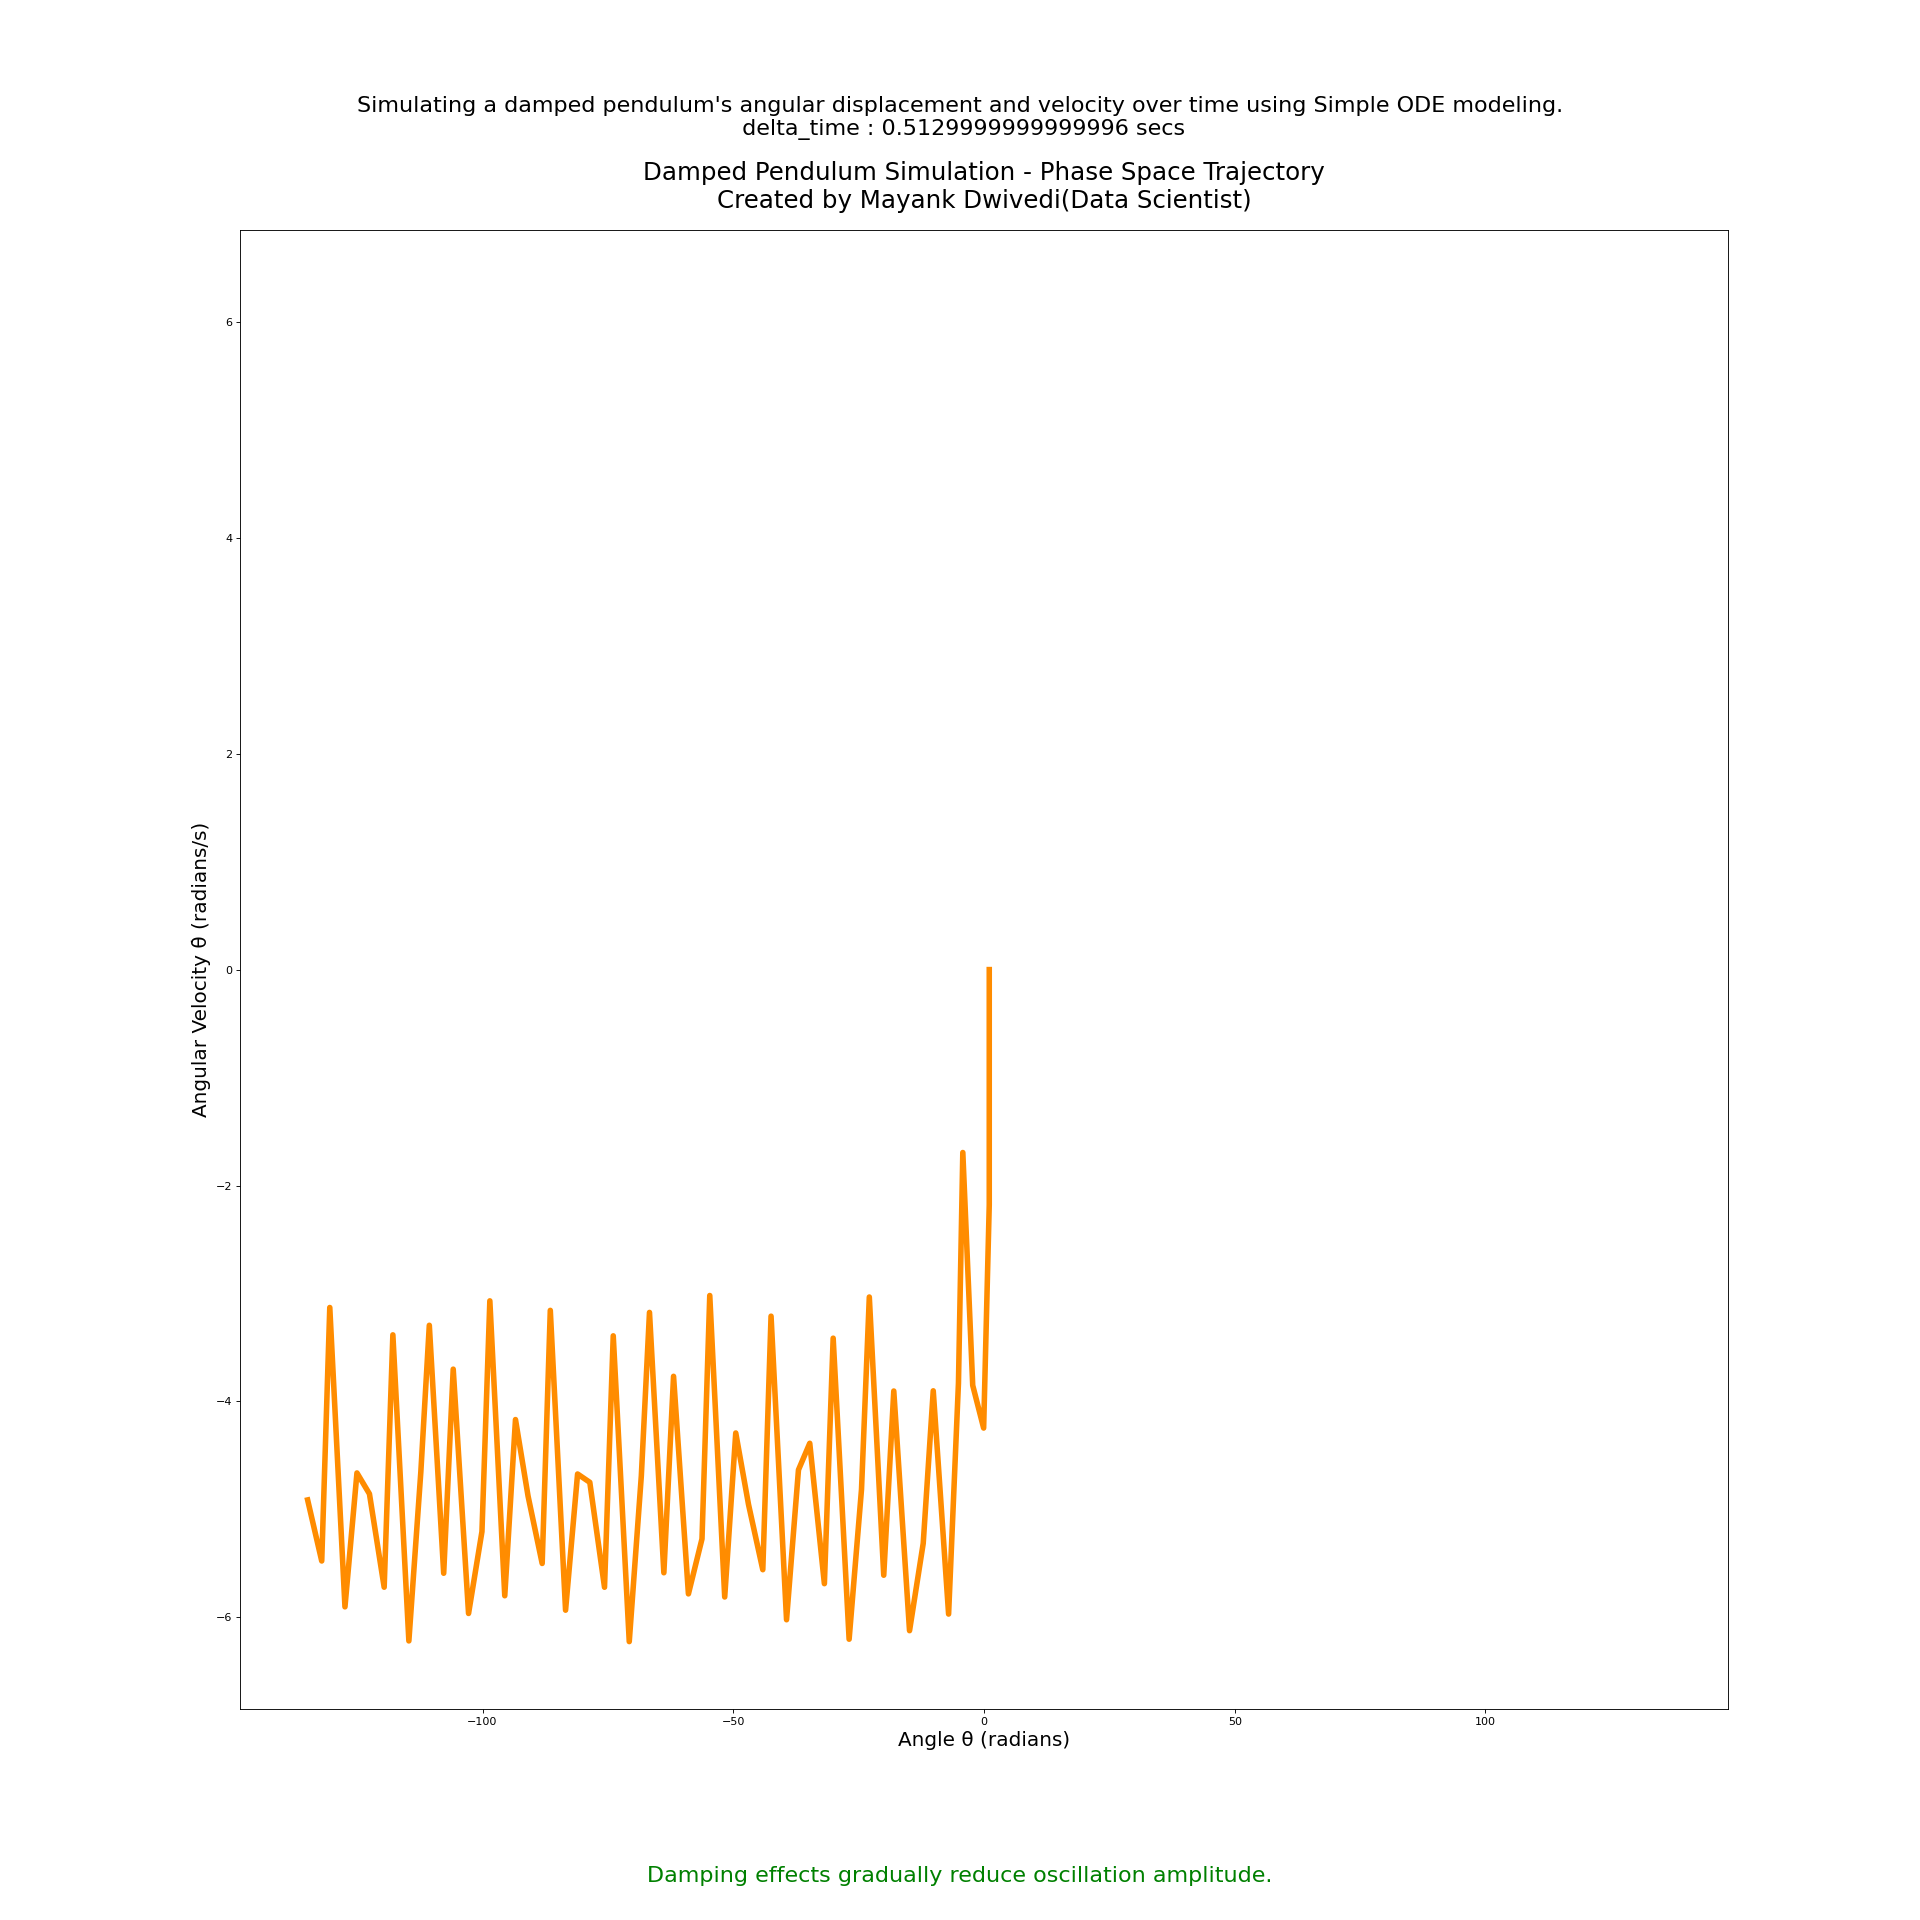 Simulating a damped pendulum's angular displacement and velocity over time using Simple ODE modeling.
delta_time : 0.5129999999999996 secs
Damped Pendulum Simulation - Phase Space Trajectory
Created by Mayank Dwivedi(Data Scientist)
6
4
2
0
−2
−4
−6
Angular Velocity θ̇ (radians/s)
−100
−50
0
50
100
Angle θ (radians)
Damping effects gradually reduce oscillation amplitude.